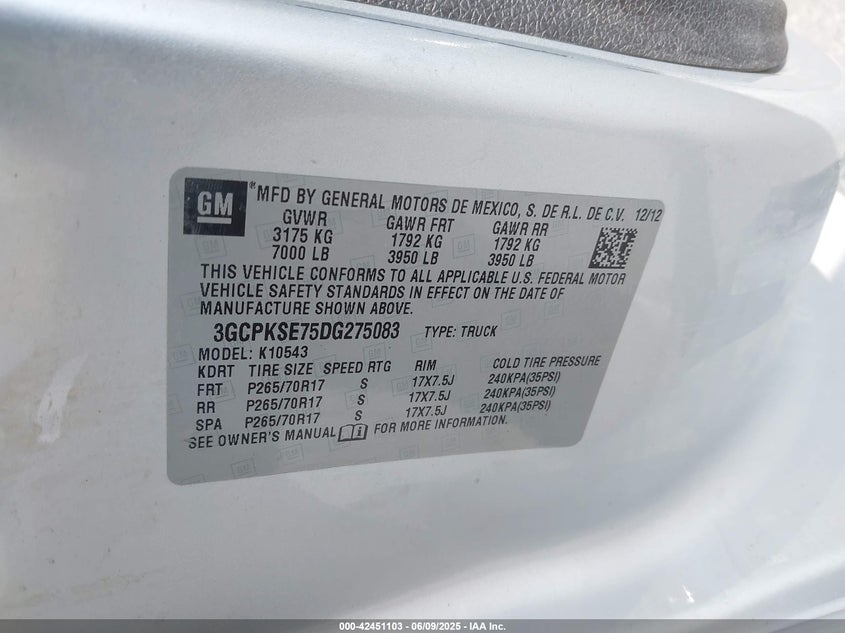 GM *MFD BY GENERAL MOTORS DE MEXICO, S. DE R.L. DE C.V. 12/12
GVWR GAWR FRT GAWR RR
3175 KG 1792 KG 1792 KG
7000 LB 3950 LB 3950 LB
THIS VEHICLE CONFORMS TO ALL APPLICABLE U.S. FEDERAL MOTOR
VEHICLE SAFETY STANDARDS IN EFFECT ON THE DATE OF
MANUFACTURE SHOWN ABOVE.
3GCPKSE75DG275083 TYPE: TRUCK
MODEL: K10543
KDRT TIRE SIZE SPEED RTG RIM COLD TIRE PRESSURE
FRT P265/70R17 S 17X7.5J 240KPA(35PSI)
RR P265/70R17 S 17X7.5J 240KPA(35PSI)
SPA P265/70R17 S 17X7.5J 240KPA(35PSI)
SEE OWNER'S MANUAL FOR MORE INFORMATION.
000-42451103 | 06/09/2025 - IAA Inc.